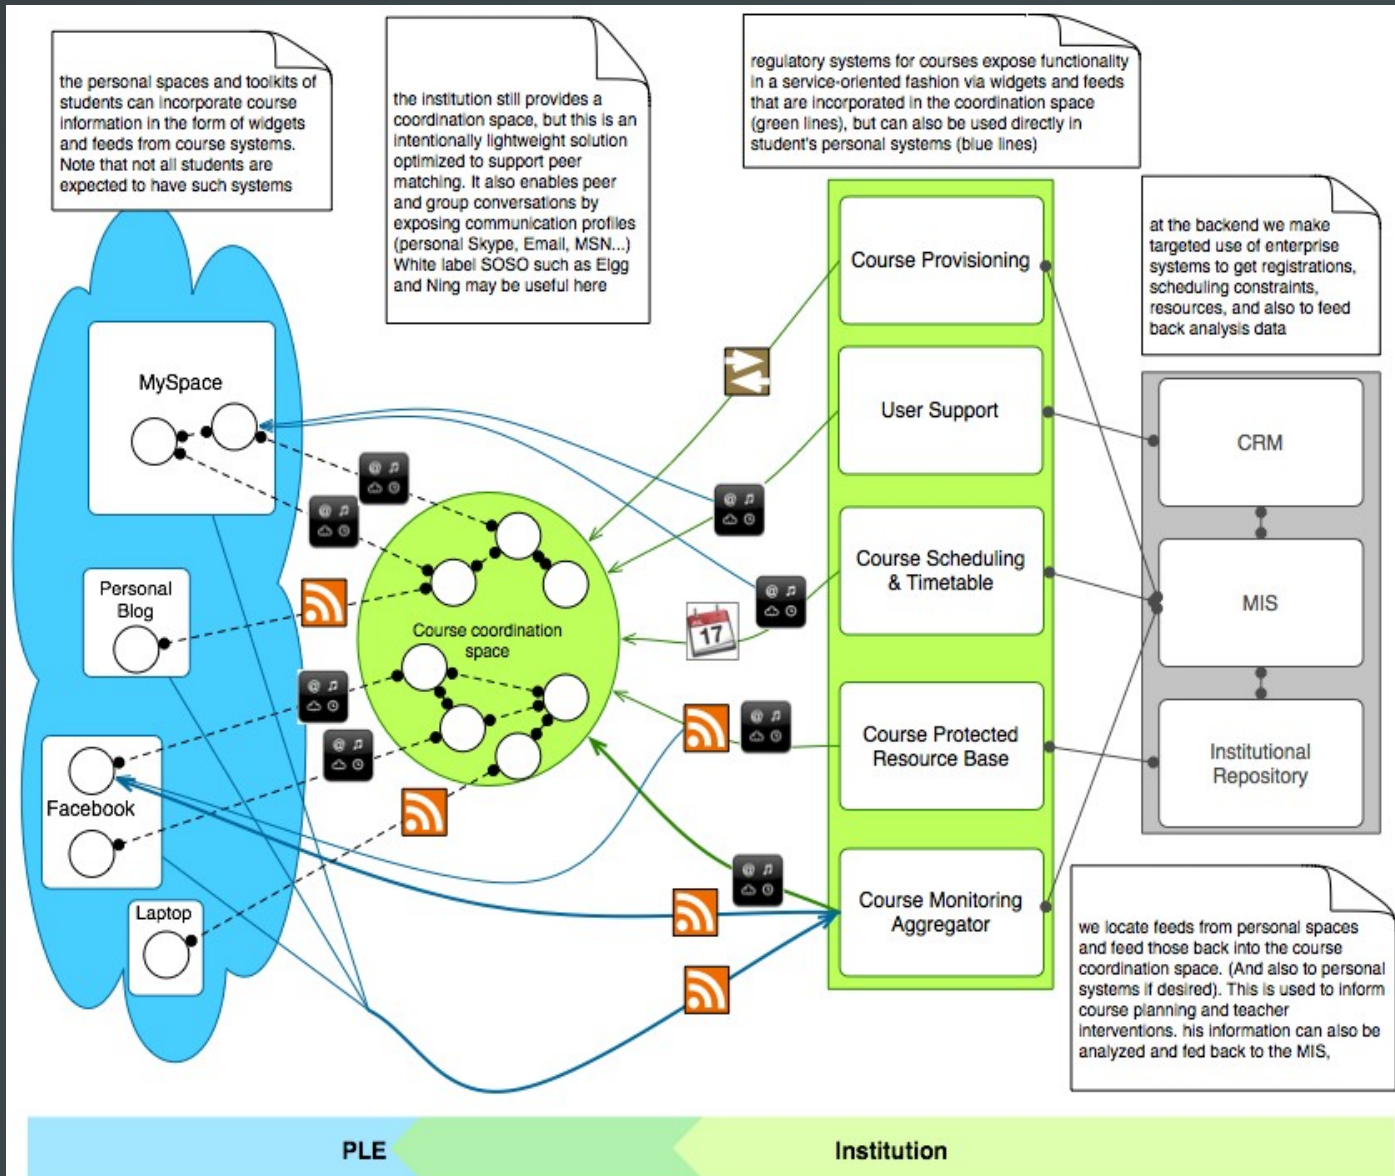 the personal spaces and toolkits of
students can incorporate course
information in the form of widgets
and feeds from course systems.
Note that not all students are
expected to have such systems
the institution still provides a
coordination space, but this is an
intentionally lightweight solution
optimized to support peer
matching. It also enables peer
and group conversations by
exposing communication profiles
(personal Skype, Email, MSN...)
White label SOSO such as Elgg
and Ning may be useful here
regulatory systems for courses expose functionality
in a service-oriented fashion via widgets and feeds
that are incorporated in the coordination space
(green lines), but can also be used directly in
student's personal systems (blue lines)
at the backend we make
targeted use of enterprise
systems to get registrations,
scheduling constraints,
resources, and also to feed
back analysis data
MySpace
Personal
Blog
Facebook
Laptop
Course coordination
space
17
Course Provisioning
User Support
Course Scheduling
& Timetable
Course Protected
Resource Base
Course Monitoring
Aggregator
CRM
MIS
Institutional
Repository
we locate feeds from personal spaces
and feed those back into the course
coordination space. (And also to personal
systems if desired). This is used to inform
course planning and teacher
interventions. his information can also be
analyzed and fed back to the MIS,
PLE
Institution